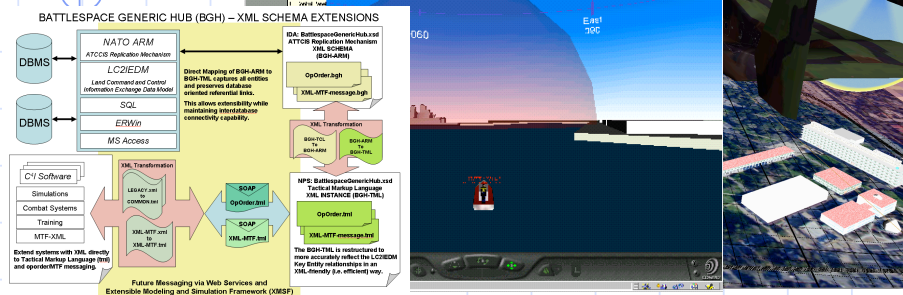 BATTLESPACE GENERIC HUB (BGH) – XML SCHEMA EXTENSIONS
DBMS
DBMS
NATO ARM
ATCCIS Replication Mechanism
LC2IEDM
Land Command and Control
Information Exchange Data Model
SQL
ERWin
MS Access
Direct Mapping of BGH-ARM to
BGH-TML captures all entities
and preserves database
oriented referential links.
This allows extensibility while
maintaining interdatabase
connectivity capability.
IDA: BattlespaceGenericHub.xsd
ATTCIS Replication Mechanism
XML SCHEMA
(BGH-ARM)
OpOrder.bgh
XML-MTF-message.bgh
XML Transformation
BGH-TCL
To
BGH-ARM
BGH-ARM
To
BGH-TML
C⁴I Software
Simulations
Combat Systems
Training
MTF-XML
Extend systems with XML directly
to Tactical Markup Language (tml)
and oporderMTF messaging.
XML Transformation
LEGACY.xml
to
COMMON.tml
XML-MTF.xml
to
XML-MTF.tml
SOAP
OpOrder.tml
SOAP
XML-MTF.tml
NPS: BattlespaceGenericHub.xsd
Tactical Markup Language
XML INSTANCE (BGH-TML)
OpOrder.tml
XML-MTF-message.tml
The BGH-TML is restructured to
more accurately reflect the LC2IEDM
Key Entity relationships in an
XML-friendly (i.e. efficient) way.
Future Messaging via Web Services and
Extensible Modeling and Simulation Framework (XMSF)
060
East
090